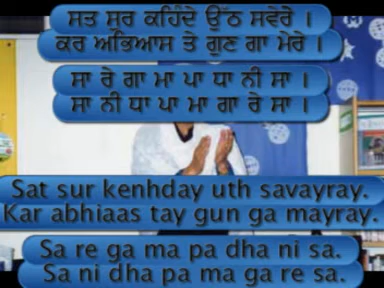 ਸਤ ਸੁਰ ਕਹਿੰਦੇ ਉੱਠ ਸਵੇਰੇ ।
ਕਰ ਅਭਿਆਸ ਤੇ ਗੁਣ ਗਾ ਮੇਰੇ ।
ਸਾ ਰੇ ਗਾ ਮਾ ਪਾ ਧਾ ਨੀ ਸਾ ।
ਸਾ ਨੀ ਧਾ ਪਾ ਮਾ ਗਾ ਰੇ ਸਾ ।
Sat sur kenhday uth savayray.
Kar abhiaas tay gun ga mayray.
Sa re ga ma pa dha ni sa.
Sa ni dha pa ma ga re sa.